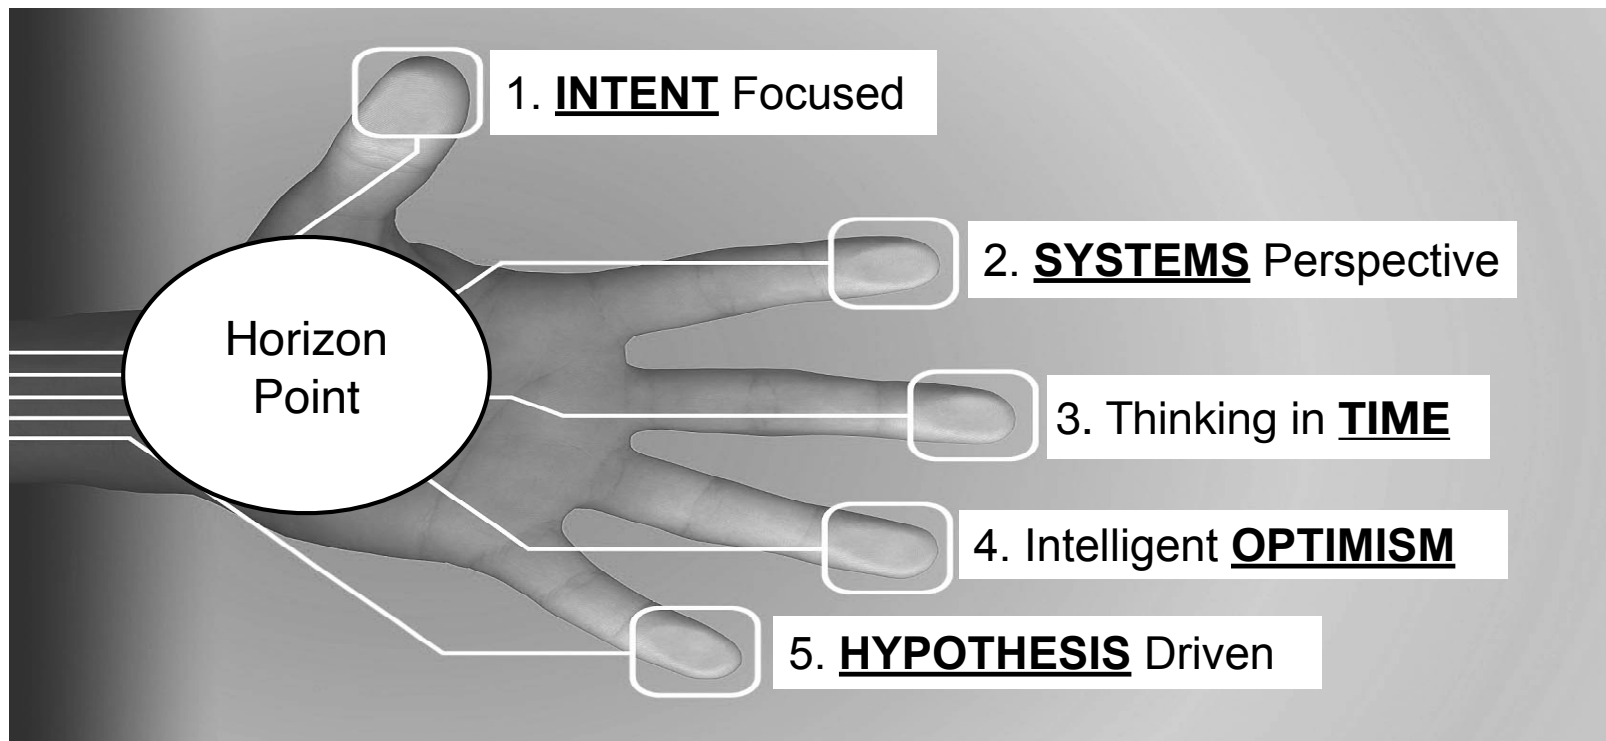 1. INTENT Focused
2. SYSTEMS Perspective
Horizon
Point
3. Thinking in TIME
4. Intelligent OPTIMISM
5. HYPOTHESIS Driven